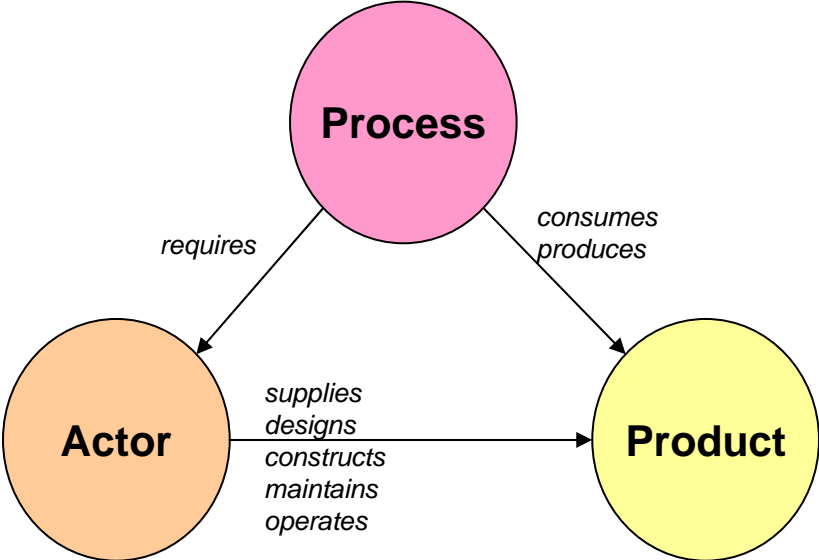 Process
requires
consumes
produces
Actor
supplies
designs
constructs
maintains
operates
Product